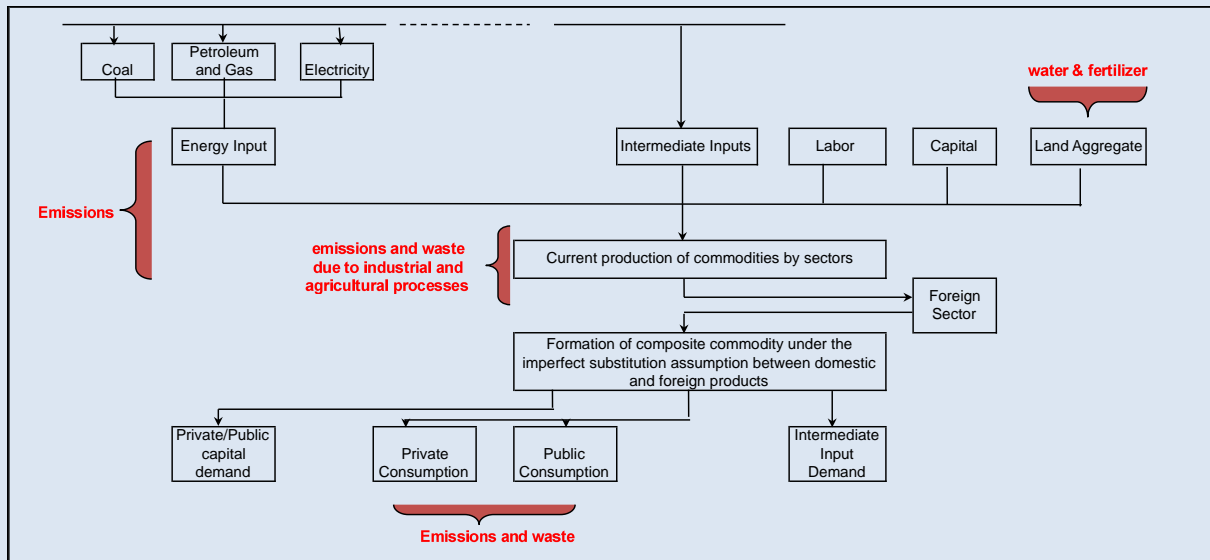 Coal
Petroleum
and Gas
Electricity
water & fertilizer
Energy Input
Intermediate Inputs
Labor
Capital
Land Aggregate
Emissions
emissions and waste
due to industrial and
agricultural processes
Current production of commodities by sectors
Foreign
Sector
Formation of composite commodity under the
imperfect substitution assumption between domestic
and foreign products
Private/Public
capital
demand
Private
Consumption
Public
Consumption
Intermediate
Input
Demand
Emissions and waste